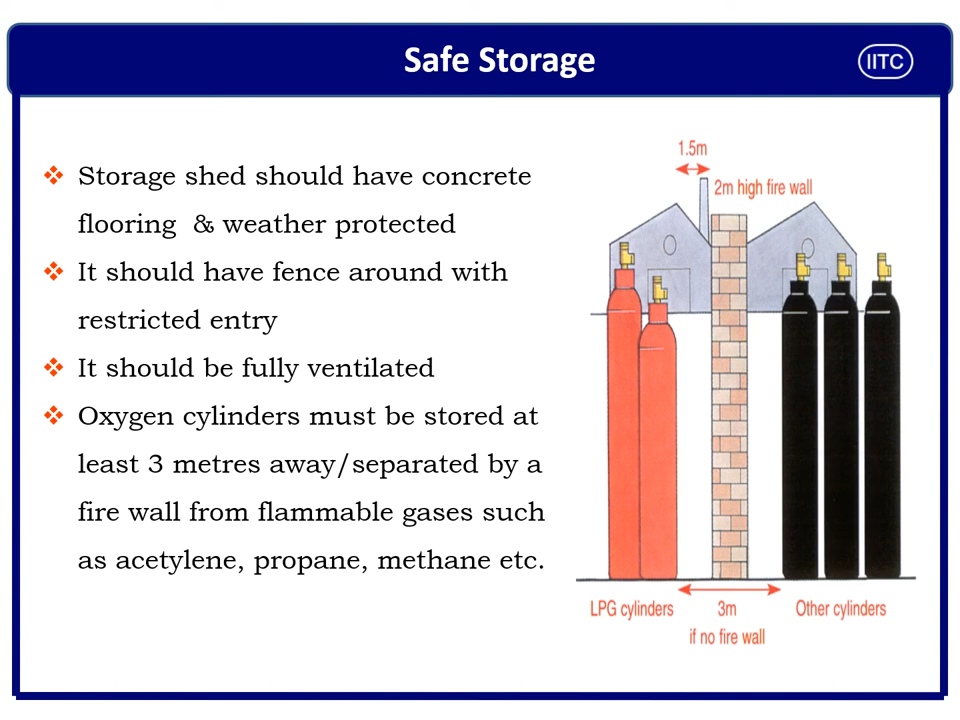 Safe Storage
IITC
❖ Storage shed should have concrete
flooring  & weather protected
❖ It should have fence around with
restricted entry
❖ It should be fully ventilated
❖ Oxygen cylinders must be stored at
least 3 metres away/separated by a
fire wall from flammable gases such
as acetylene, propane, methane etc.
1.5m
2m high fire wall
LPG cylinders
3m
Other cylinders
if no fire wall